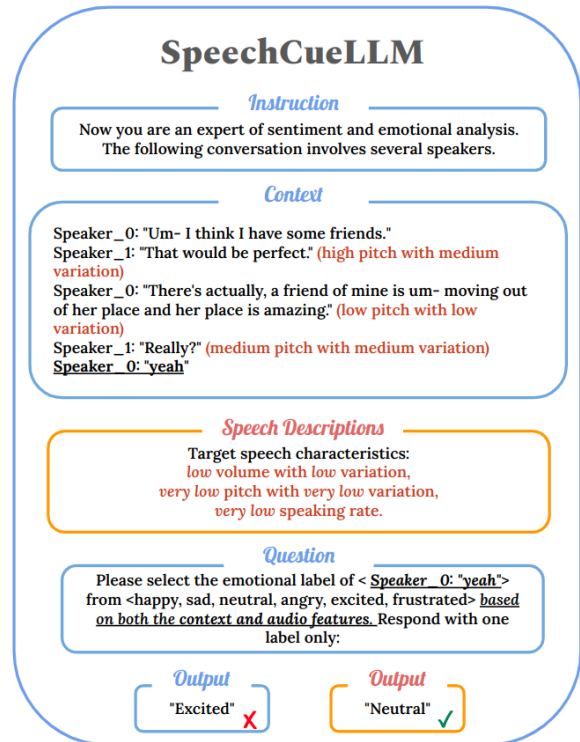 SpeechCueLLM
Instruction
Now you are an expert of sentiment and emotional analysis.
The following conversation involves several speakers.
Context
Speaker_0: "Um- I think I have some friends."
Speaker_1: "That would be perfect." (high pitch with medium
variation)
Speaker_0: "There's actually, a friend of mine is um- moving out
of her place and her place is amazing." (low pitch with low
variation)
Speaker_1: "Really?" (medium pitch with medium variation)
Speaker_0: "yeah"
Speech Descriptions
Target speech characteristics:
low volume with low variation,
very low pitch with very low variation,
very low speaking rate.
Question
Please select the emotional label of < Speaker_0: "yeah">
from <happy, sad, neutral, angry, excited, frustrated> based
on both the context and audio features. Respond with one
label only:
Output
"Excited" ✗
Output
"Neutral" ✓